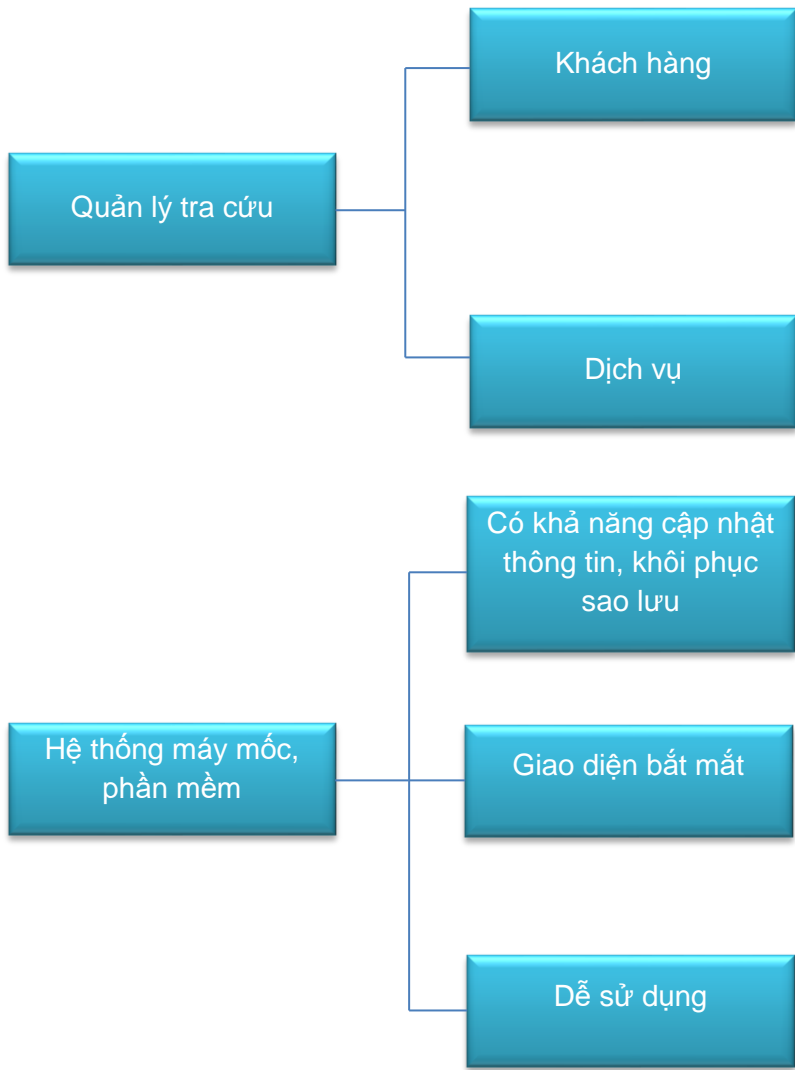 Khách hàng
Quản lý tra cứu
Dịch vụ
Có khả năng cập nhật
thông tin, khôi phục
sao lưu
Hệ thống máy mốc,
phần mềm
Giao diện bắt mắt
Dễ sử dụng